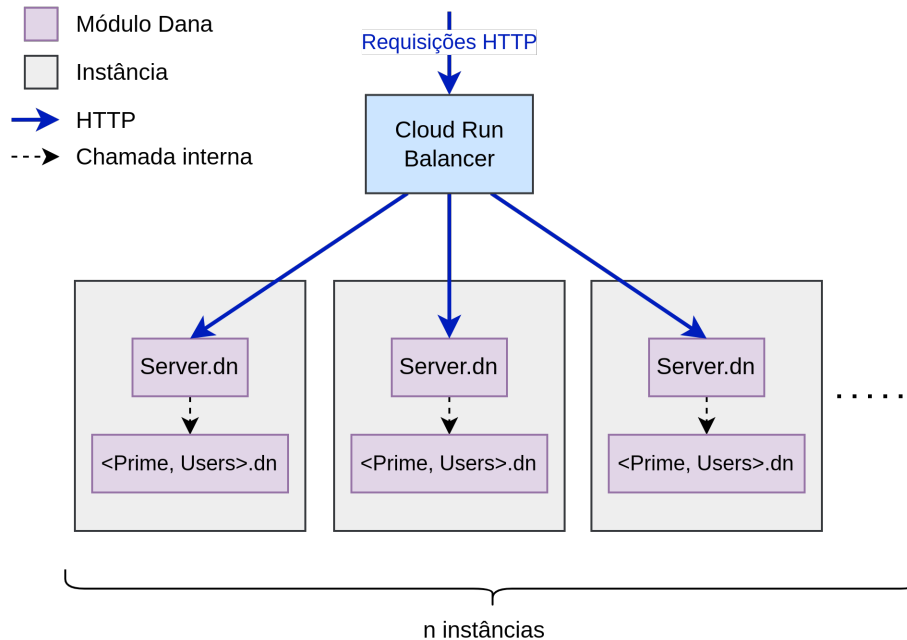 Módulo Dana
Instância
HTTP
Chamada interna
Requisições HTTP
Cloud Run
Balancer
Server.dn
Server.dn
Server.dn
<Prime, Users>.dn
<Prime, Users>.dn
<Prime, Users>.dn
n instâncias